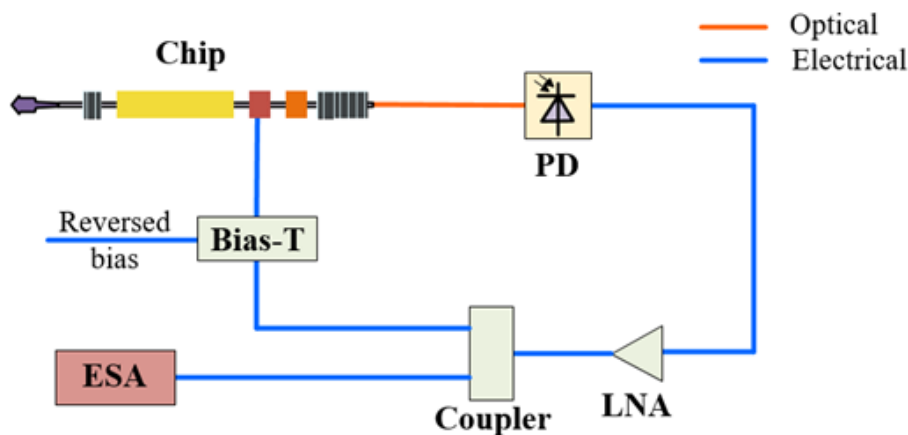 Optical
Chip
Electrical
PD
Reversed
bias
Bias-T
ESA
Coupler
LNA